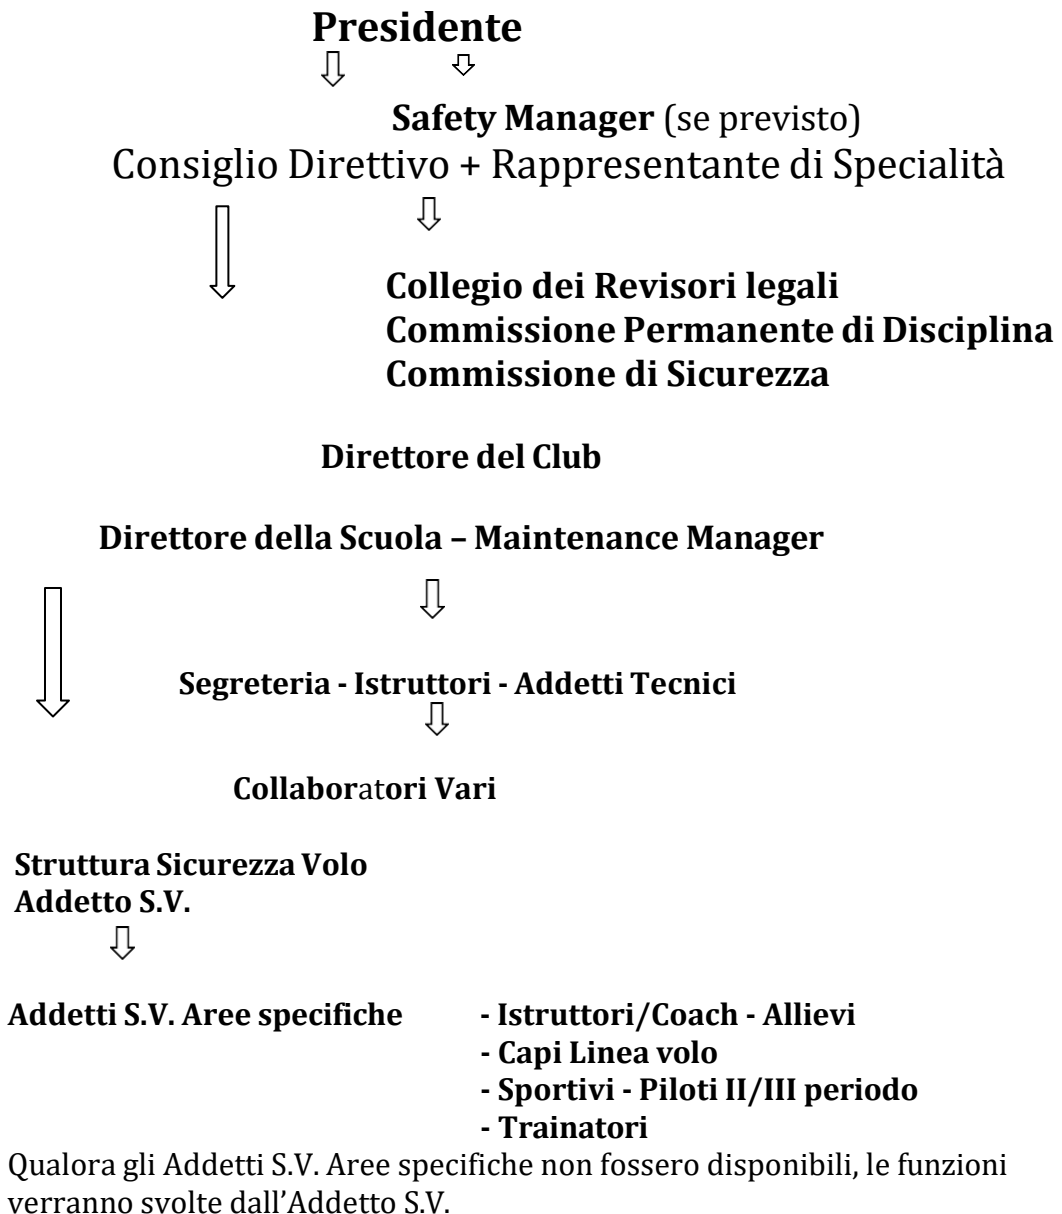 Presidente
Safety Manager (se previsto)
Consiglio Direttivo + Rappresentante di Specialità
Collegio dei Revisori legali
Commissione Permanente di Disciplina
Commissione di Sicurezza
Direttore del Club
Direttore della Scuola – Maintenance Manager
Segreteria - Istruttori - Addetti Tecnici
Collaboratori Vari
Struttura Sicurezza Volo
Addetto S.V.
Addetti S.V. Aree specifiche - Istruttori/Coach - Allievi
- Capi Linea volo
- Sportivi - Piloti II/III periodo
- Trainatori
Qualora gli Addetti S.V. Aree specifiche non fossero disponibili, le funzioni
verranno svolte dall’Addetto S.V.